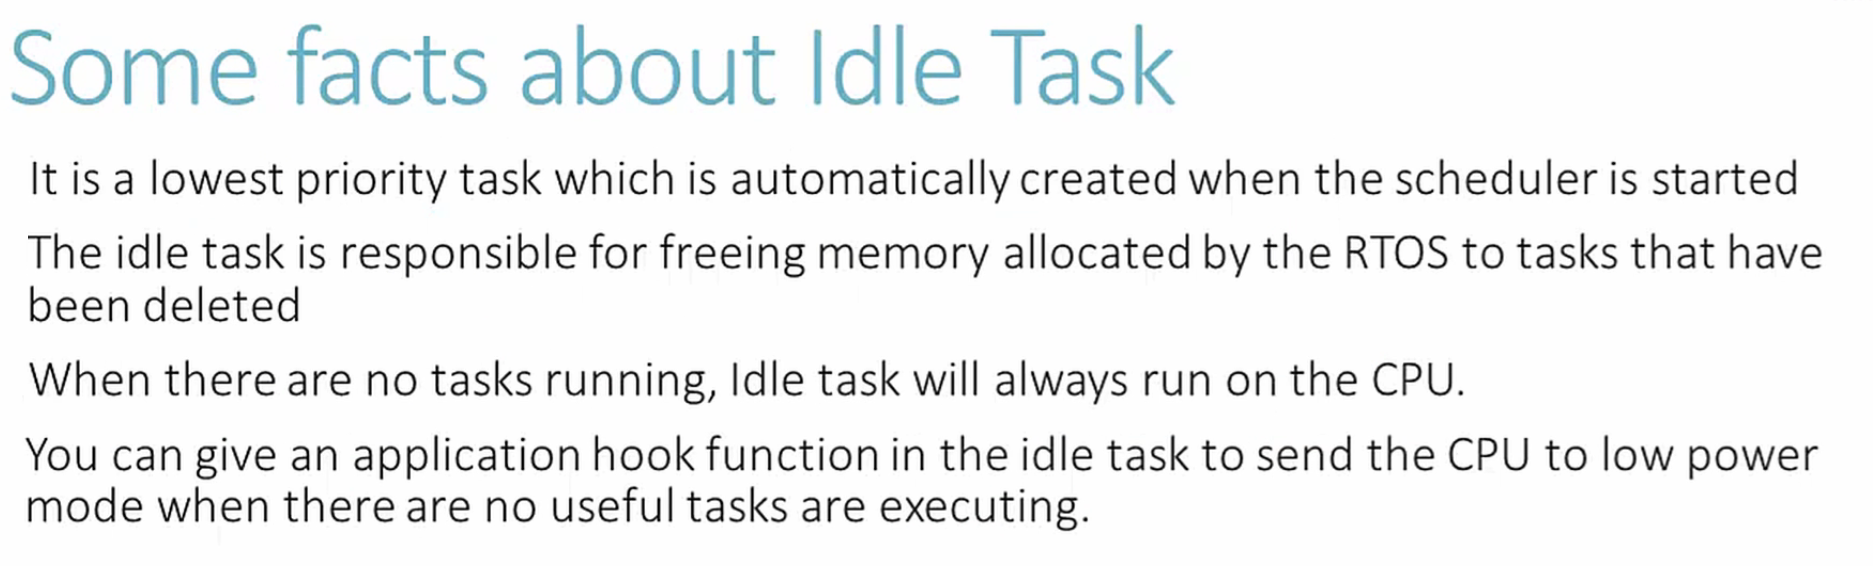 Some facts about Idle Task
It is a lowest priority task which is automatically created when the scheduler is started
The idle task is responsible for freeing memory allocated by the RTOS to tasks that have
been deleted
When there are no tasks running, Idle task will always run on the CPU.
You can give an application hook function in the idle task to send the CPU to low power
mode when there are no useful tasks are executing.